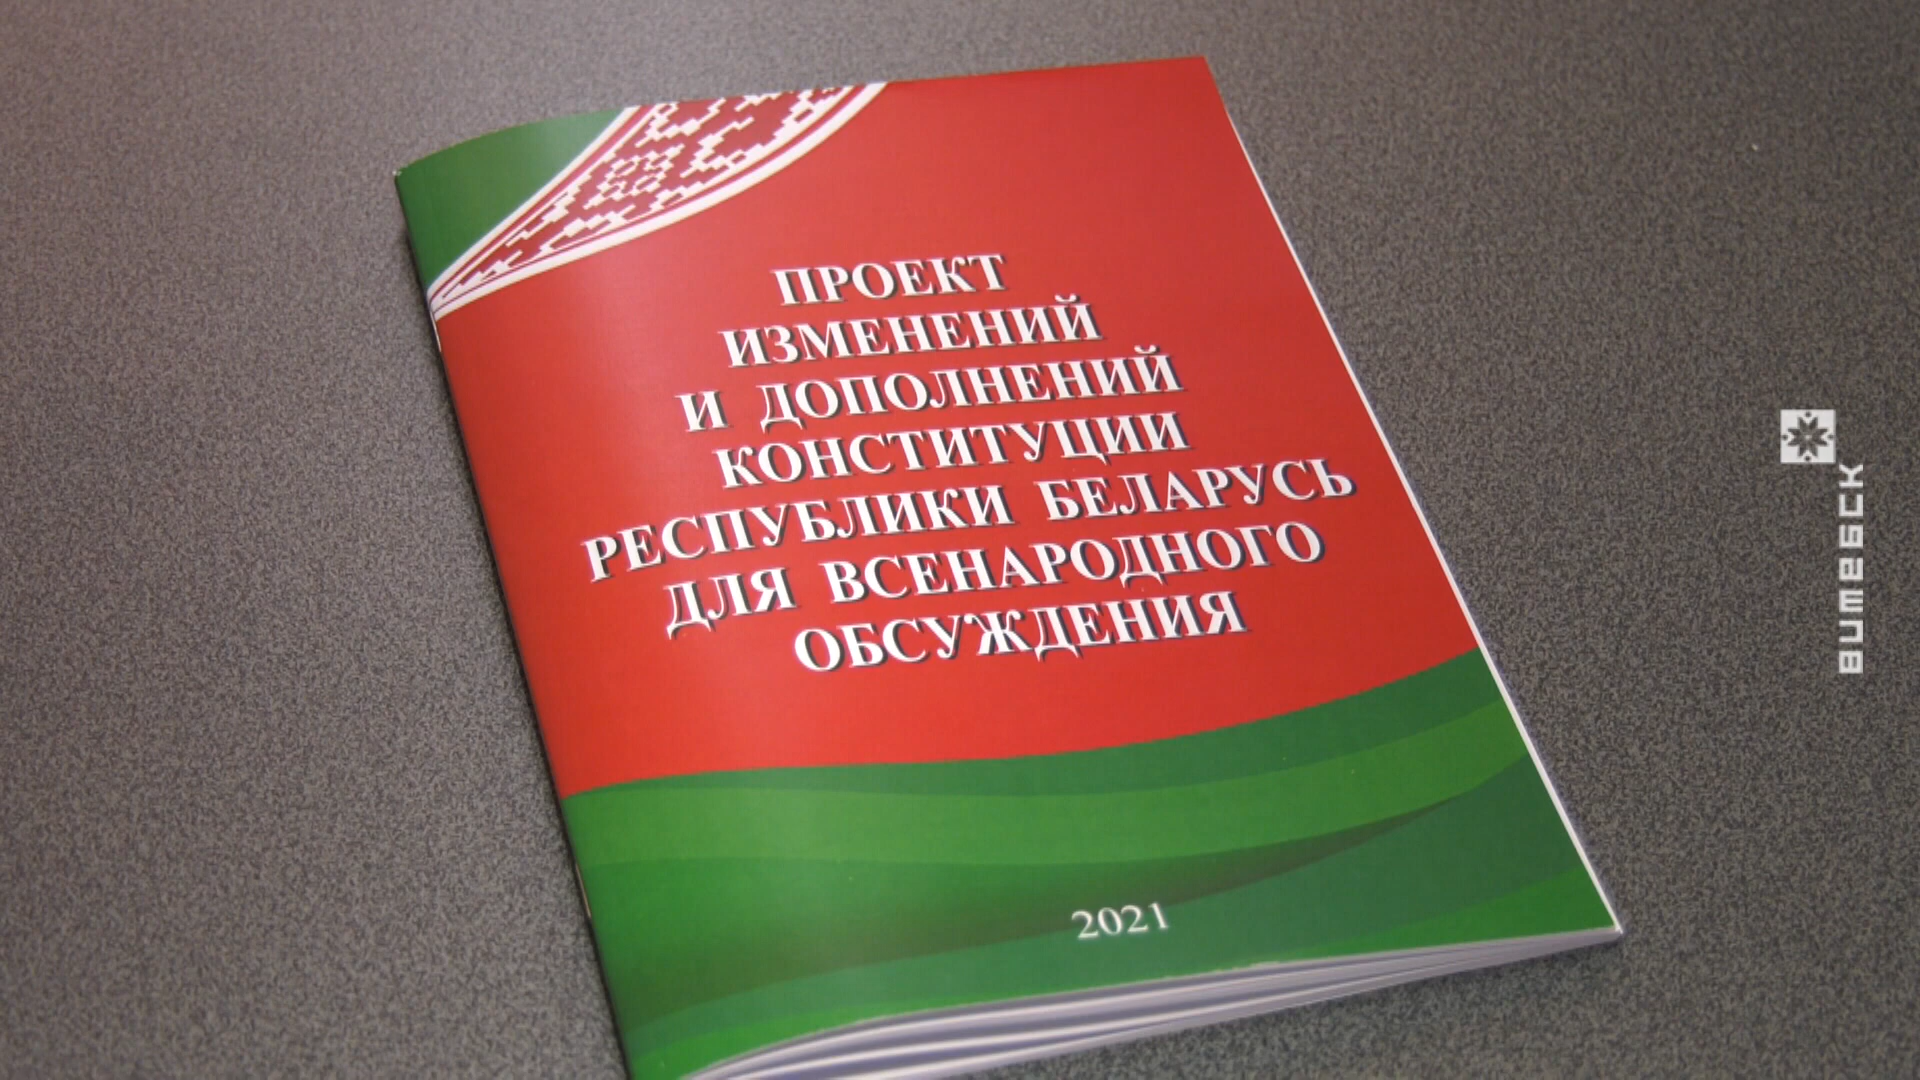 ПРОЕКТ
ИЗМЕНЕНИЙ
И ДОПОЛНЕНИЙ
КОНСТИТУЦИИ
РЕСПУБЛИКИ БЕЛАРУСЬ
ДЛЯ ВСЕНАРОДНОГО
ОБСУЖДЕНИЯ
2021
витебск